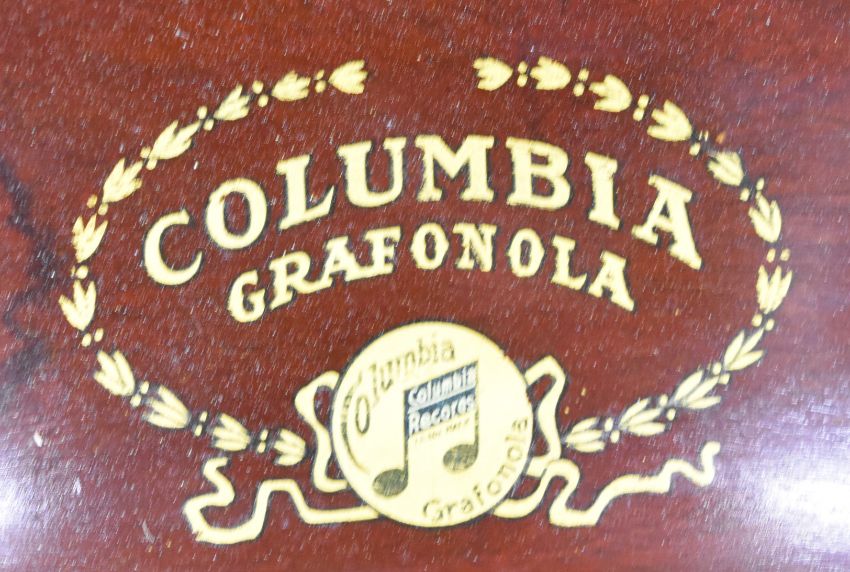 COLUMBIA
GRAFONOLA
Columbia
Columbia
Records
Grafonola